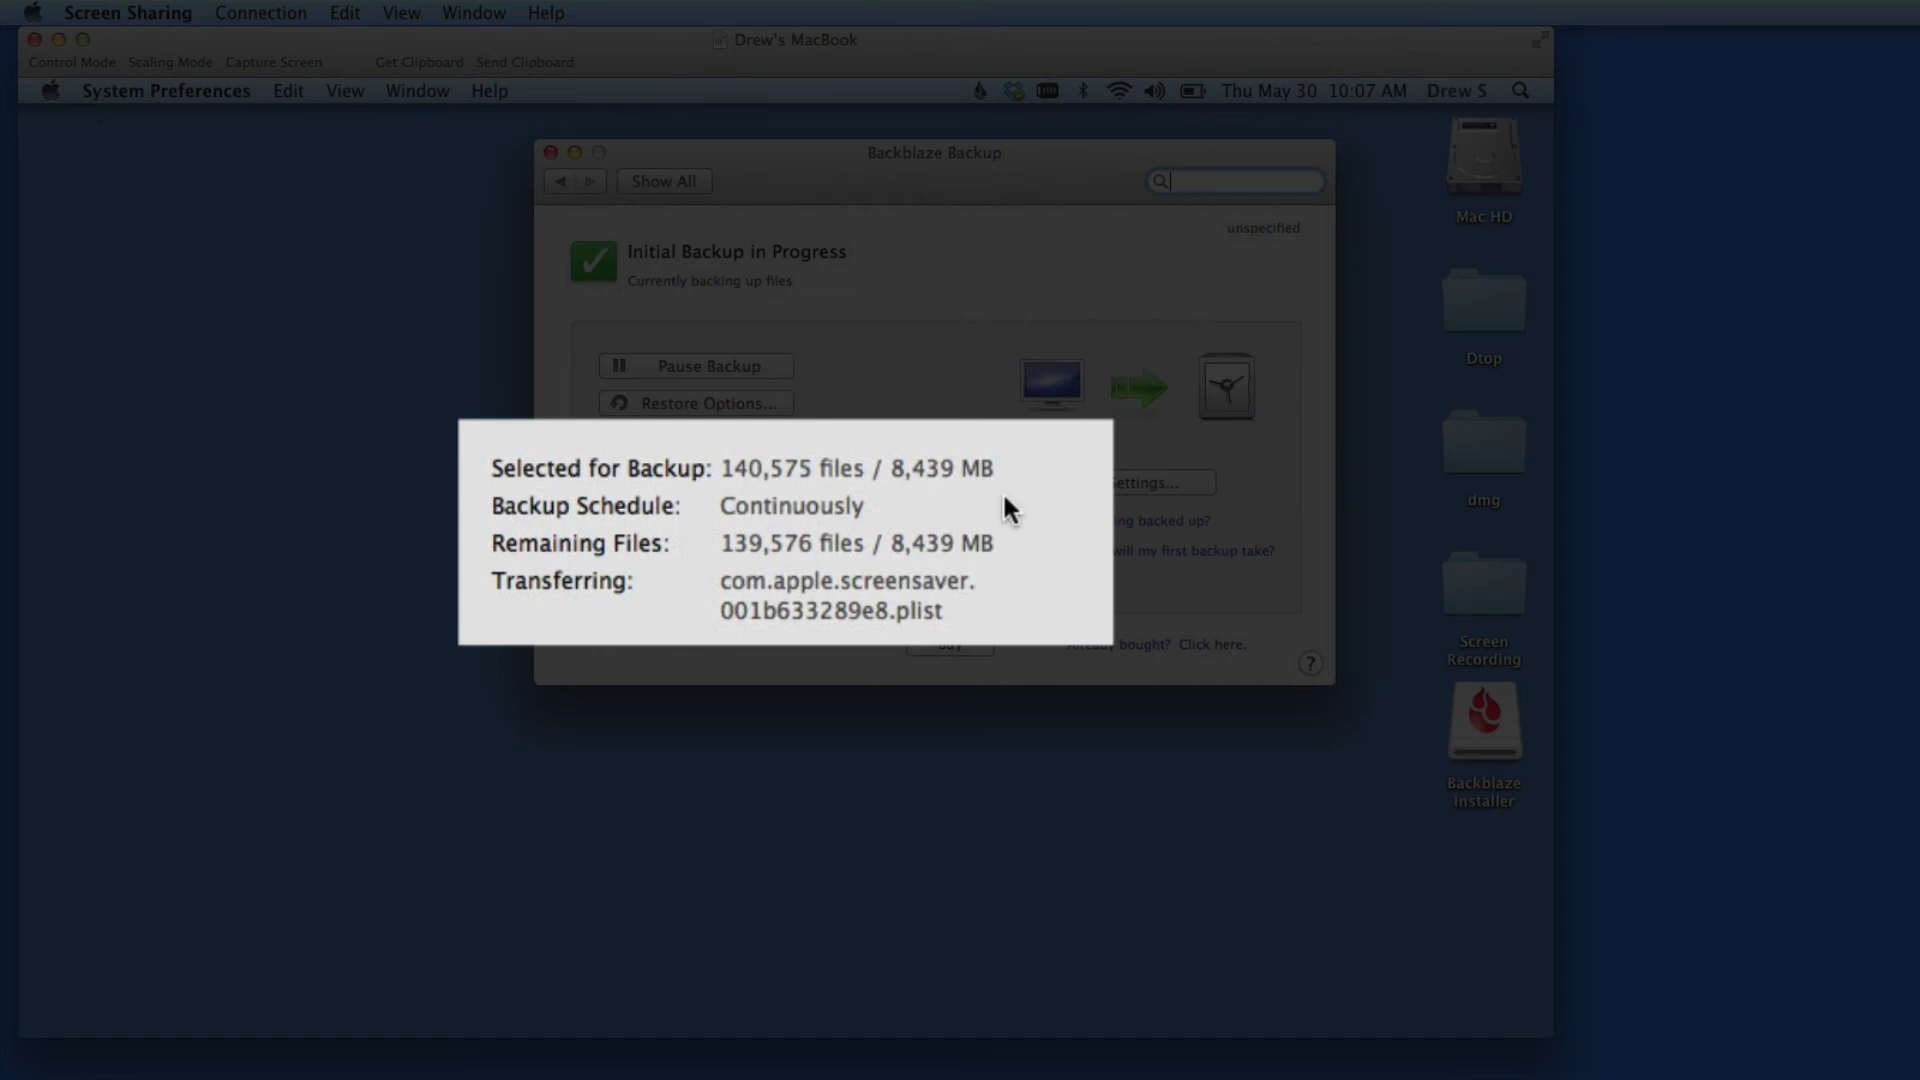 Screen Sharing Connection Edit View Window Help
Drew's MacBook
Control Mode Scaling Mode Capture Screen Get Clipboard Send Clipboard
System Preferences Edit View Window Help Thu May 30 10:07 AM Drew S
Backblaze Backup
Show All
unspecified
Initial Backup in Progress
Currently backing up files
Pause Backup
Restore Options...
Selected for Backup: 140,575 files / 8,439 MB
Backup Schedule: Continuously
Remaining Files: 139,576 files / 8,439 MB
Transferring: com.apple.screensaver.
001b633289e8.plist
ettings...
ing backed up?
will my first backup take?
Already bought? Click here.
?
Mac HD
Dtop
dmg
Screen
Recording
Backblaze
Installer